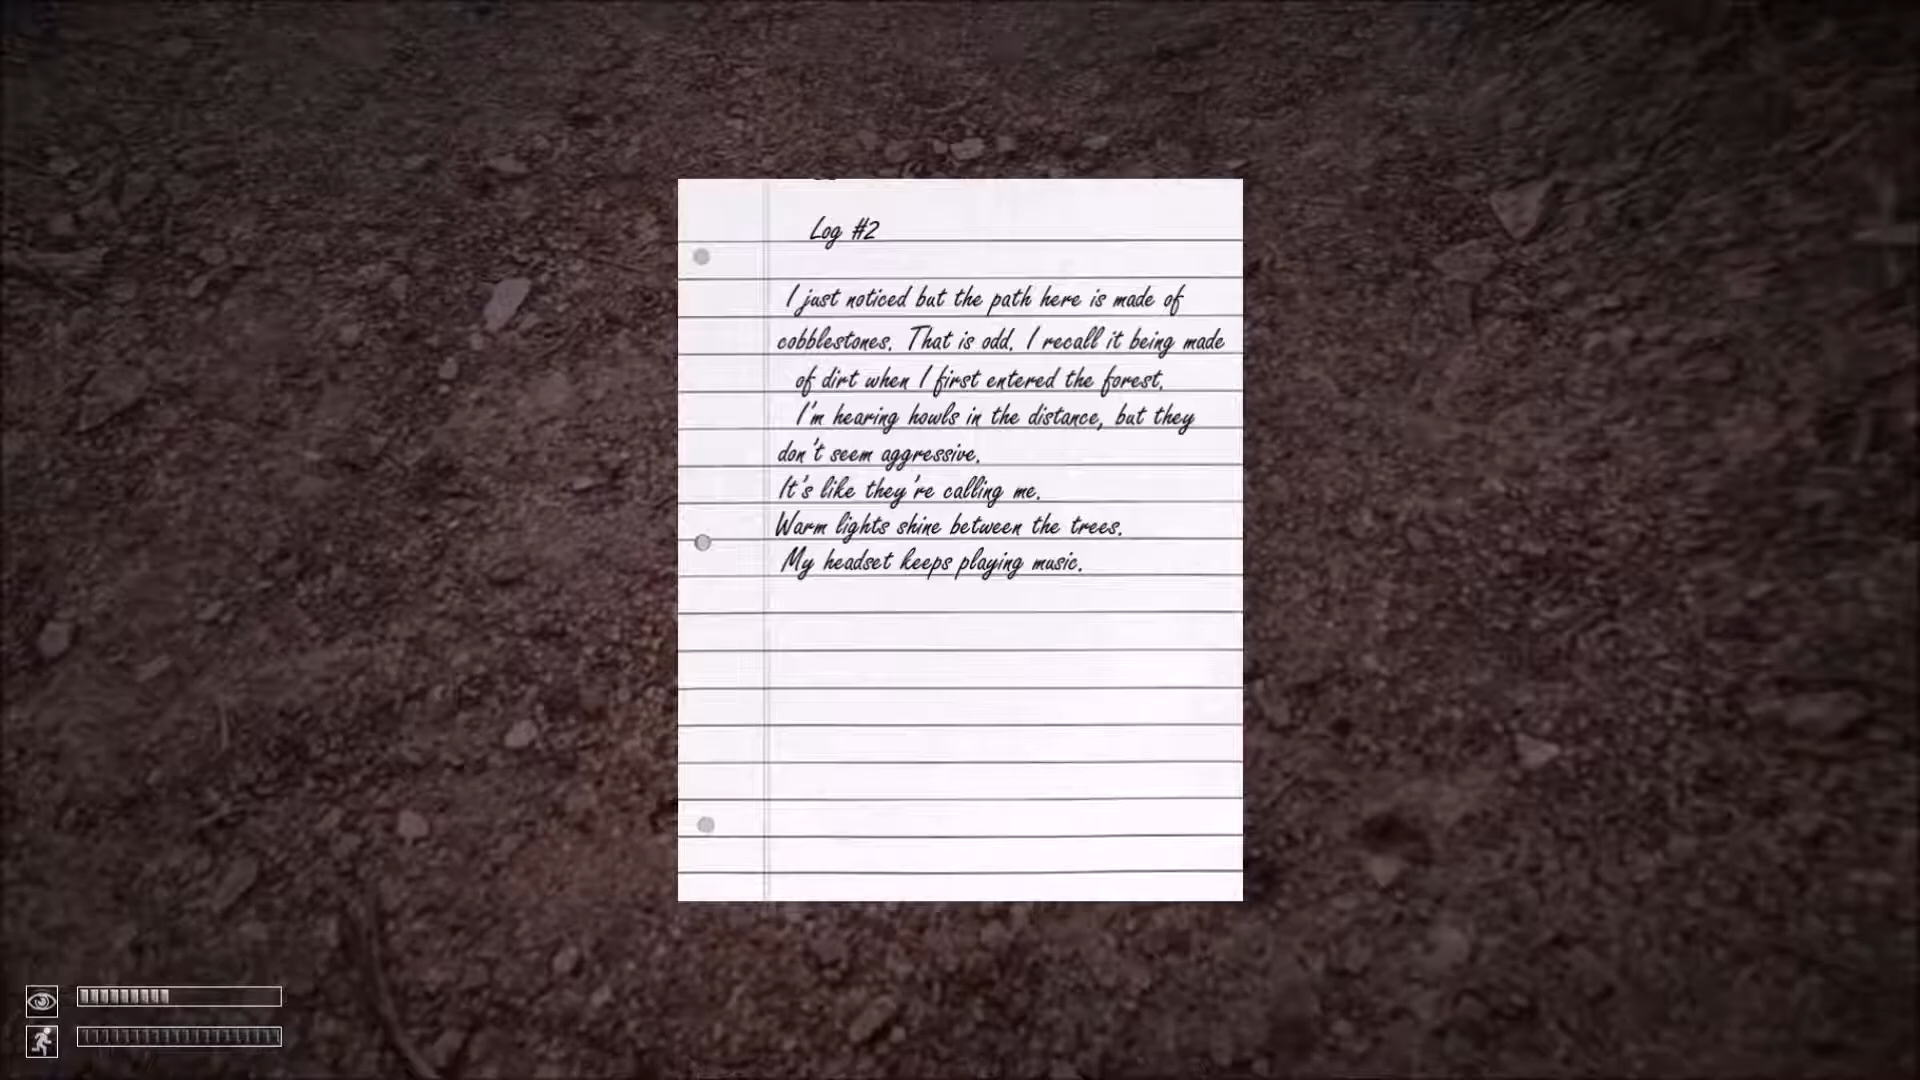 Log #2
I just noticed but the path here is made of
cobblestones. That is odd. I recall it being made
of dirt when I first entered the forest.
I'm hearing howls in the distance, but they
don't seem aggressive.
It's like they're calling me.
Warm lights shine between the trees.
My headset keeps playing music.